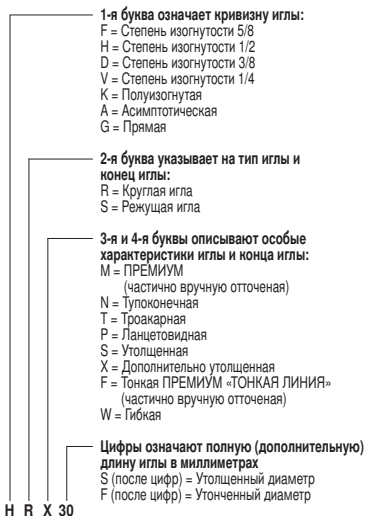 1-я буква означает кривизну иглы:
F = Степень изогнутости 5/8
H = Степень изогнутости 1/2
D = Степень изогнутости 3/8
V = Степень изогнутости 1/4
K = Полуизогнутая
A = Асимптотическая
G = Прямая
2-я буква указывает на тип иглы и
конец иглы:
R = Круглая игла
S = Режущая игла
3-я и 4-я буквы описывают особые
характеристики иглы и конца иглы:
M = ПРЕМИУМ
(частично вручную отточеная)
N = Тупоконечная
T = Троакарная
P = Ланцетовидная
S = Утолщенная
X = Дополнительно утолщенная
F = Тонкая ПРЕМИУМ «ТОНКАЯ ЛИНИЯ»
(частично вручную отточеная)
W = Гибкая
Цифры означают полную (дополнительную)
длину иглы в миллиметрах
S (после цифр) = Утолщенный диаметр
F (после цифр) = Утонченный диаметр
H R X 30